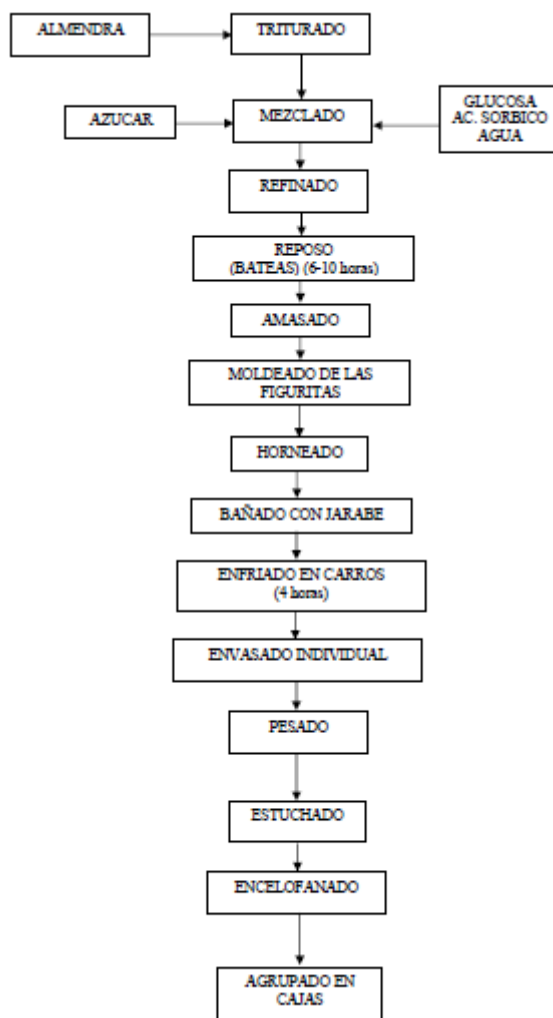 ALMENDRA
TRITURADO
AZUCAR
MEZCLADO
GLUCOSA
AC. SORBICO
AGUA
REFINADO
REPOSO
(BATEAS) (6-10 horas)
AMASADO
MOLDEADO DE LAS
FIGURITAS
HORNEADO
BAÑADO CON JARABE
ENFRIADO EN CARROS
(4 horas)
ENVASADO INDIVIDUAL
PESADO
ESTUCHADO
ENCELOFANADO
AGRUPADO EN
CAJAS